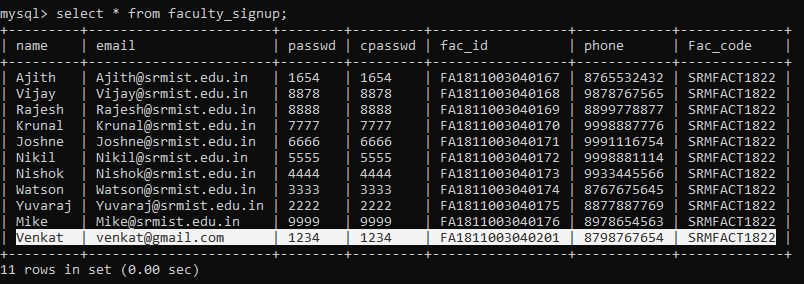 mysql> select * from faculty_signup;
+---------+-----------------------+--------+---------+-----------------+------------+-------------+
| name    | email                 | passwd | cpasswd | fac_id          | phone      | Fac_code    |
+---------+-----------------------+--------+---------+-----------------+------------+-------------+
| Ajith   | Ajith@srmist.edu.in   | 1654   | 1654    | FA1811003040167 | 8765532432 | SRMFACT1822 |
| Vijay   | Vijay@srmist.edu.in   | 8878   | 8878    | FA1811003040168 | 9878767565 | SRMFACT1822 |
| Rajesh  | Rajesh@srmist.edu.in  | 8888   | 8888    | FA1811003040169 | 8899778877 | SRMFACT1822 |
| Krunal  | Krunal@srmist.edu.in  | 7777   | 7777    | FA1811003040170 | 9998887776 | SRMFACT1822 |
| Joshne  | Joshne@srmist.edu.in  | 6666   | 6666    | FA1811003040171 | 9991116754 | SRMFACT1822 |
| Nikil   | Nikil@srmist.edu.in   | 5555   | 5555    | FA1811003040172 | 9998881114 | SRMFACT1822 |
| Nishok  | Nishok@srmist.edu.in  | 4444   | 4444    | FA1811003040173 | 9933445566 | SRMFACT1822 |
| Watson  | Watson@srmist.edu.in  | 3333   | 3333    | FA1811003040174 | 8767675645 | SRMFACT1822 |
| Yuvaraj | Yuvaraj@srmist.edu.in | 2222   | 2222    | FA1811003040175 | 8877887769 | SRMFACT1822 |
| Mike    | Mike@srmist.edu.in    | 9999   | 9999    | FA1811003040176 | 8978654563 | SRMFACT1822 |
| Venkat  | venkat@gmail.com      | 1234   | 1234    | FA1811003040201 | 8798767654 | SRMFACT1822 |
+---------+-----------------------+--------+---------+-----------------+------------+-------------+
11 rows in set (0.00 sec)